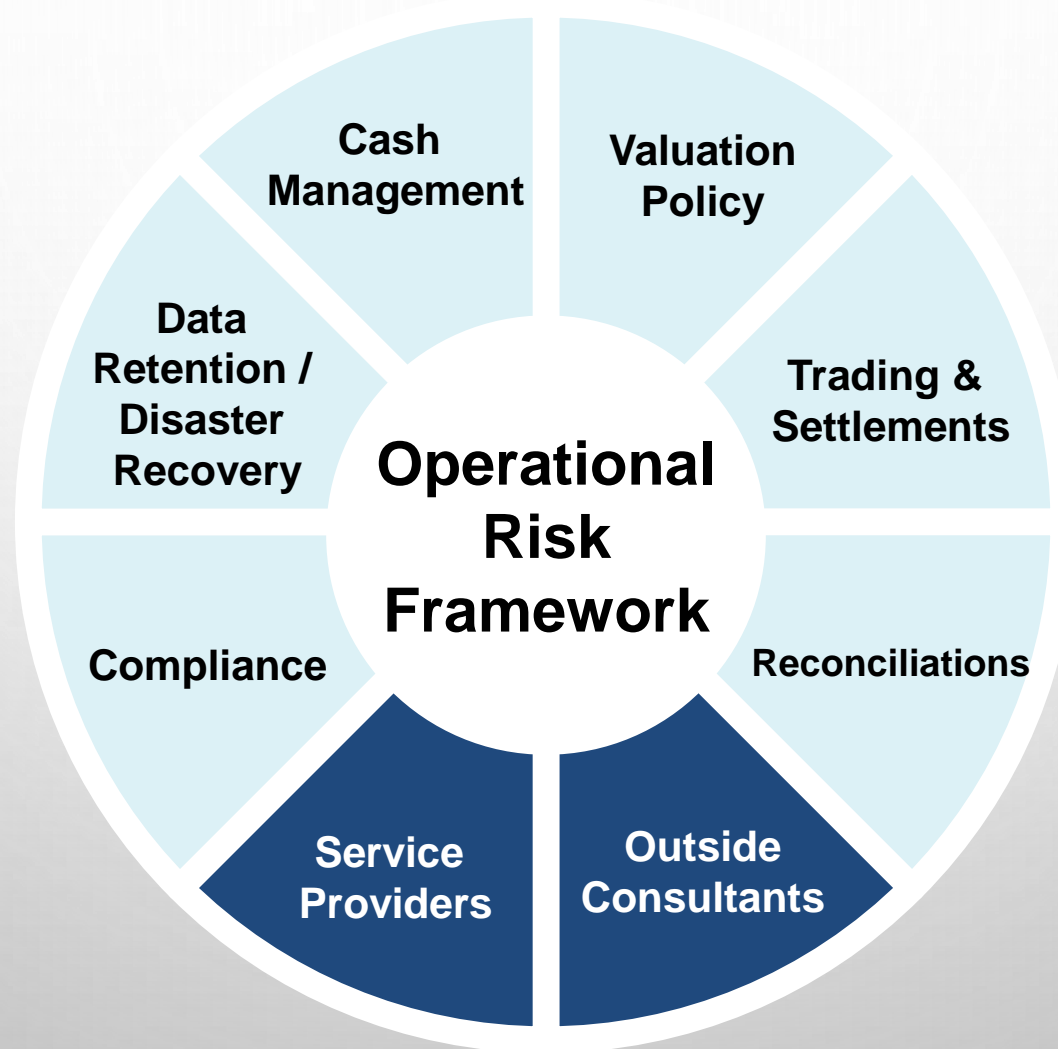 Cash
Management
Valuation
Policy
Data
Retention /
Disaster
Recovery
Trading &
Settlements
Operational
Risk
Framework
Compliance
Reconciliations
Service
Providers
Outside
Consultants